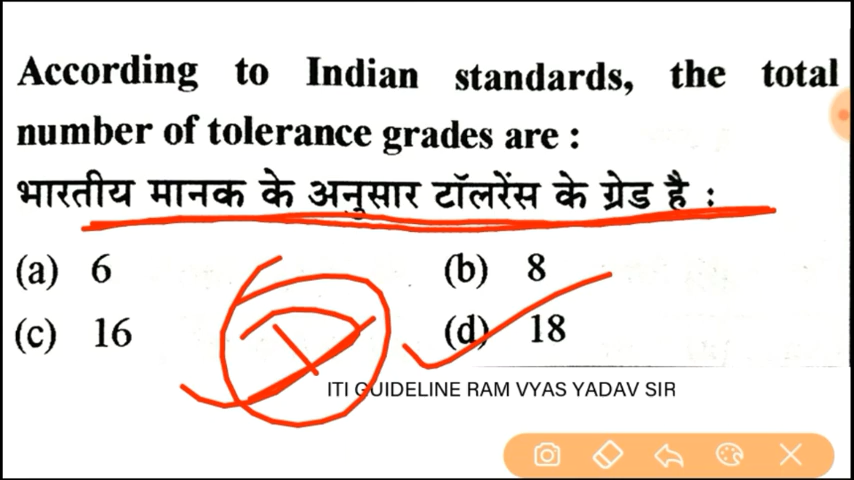 According to Indian standards, the total
number of tolerance grades are :
भारतीय मानक के अनुसार टॉलरेंस के ग्रेड है :
(a) 6 (b) 8
(c) 16 (d) 18
ITI GUIDELINE RAM VYAS YADAV SIR